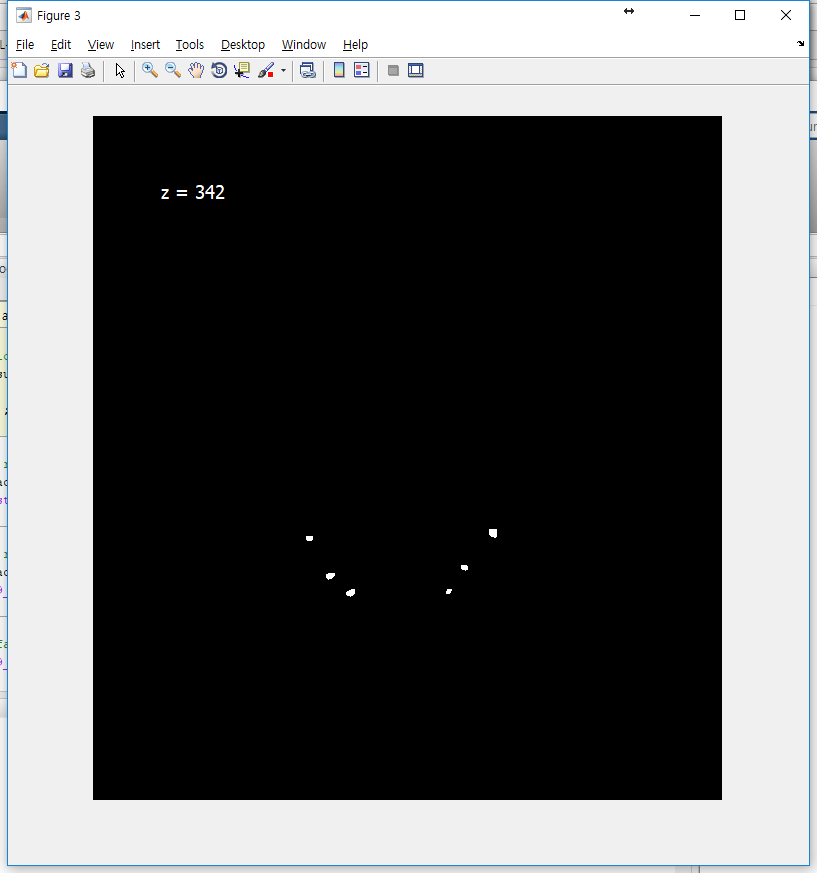 Figure 3
File Edit View Insert Tools Desktop Window Help
z = 342